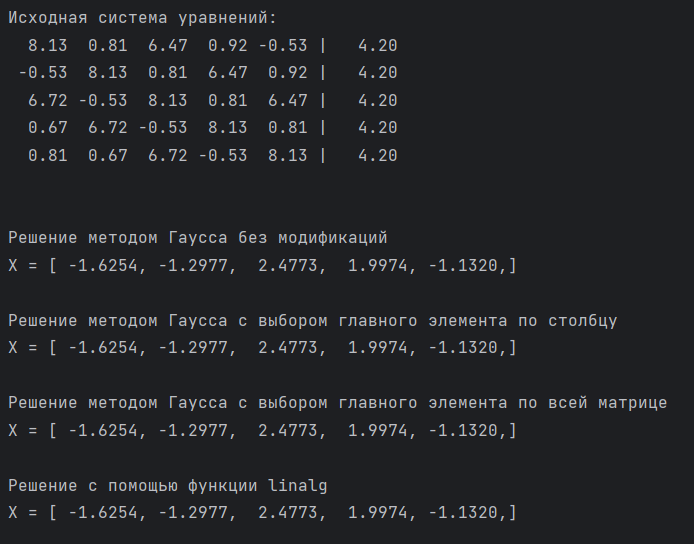 Исходная система уравнений:
8.13 0.81 6.47 0.92 -0.53 | 4.20
-0.53 8.13 0.81 6.47 0.92 | 4.20
6.72 -0.53 8.13 0.81 6.47 | 4.20
0.67 6.72 -0.53 8.13 0.81 | 4.20
0.81 0.67 6.72 -0.53 8.13 | 4.20
Решение методом Гаусса без модификаций
X = [ -1.6254, -1.2977, 2.4773, 1.9974, -1.1320,]
Решение методом Гаусса с выбором главного элемента по столбцу
X = [ -1.6254, -1.2977, 2.4773, 1.9974, -1.1320,]
Решение методом Гаусса с выбором главного элемента по всей матрице
X = [ -1.6254, -1.2977, 2.4773, 1.9974, -1.1320,]
Решение с помощью функции linalg
X = [ -1.6254, -1.2977, 2.4773, 1.9974, -1.1320,]